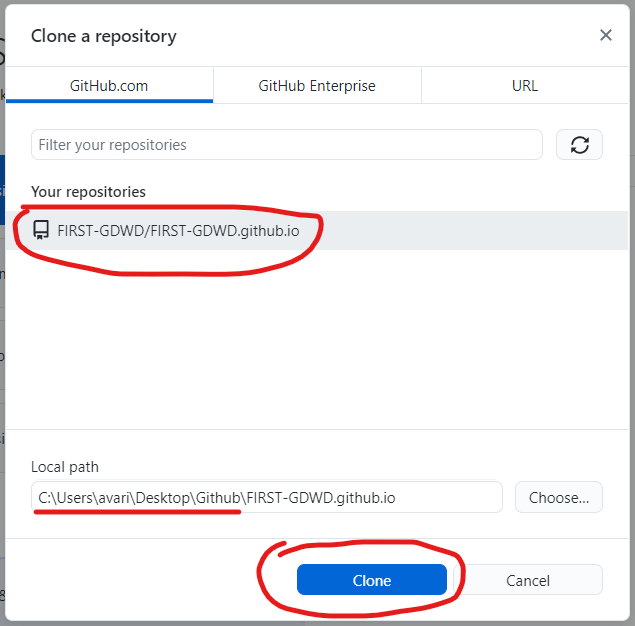 Clone a repository
GitHub.com GitHub Enterprise URL
Filter your repositories
Your repositories
FIRST-GDWD/FIRST-GDWD.github.io
Local path
C:\Users\avari\Desktop\Github\FIRST-GDWD.github.io Choose...
Clone Cancel